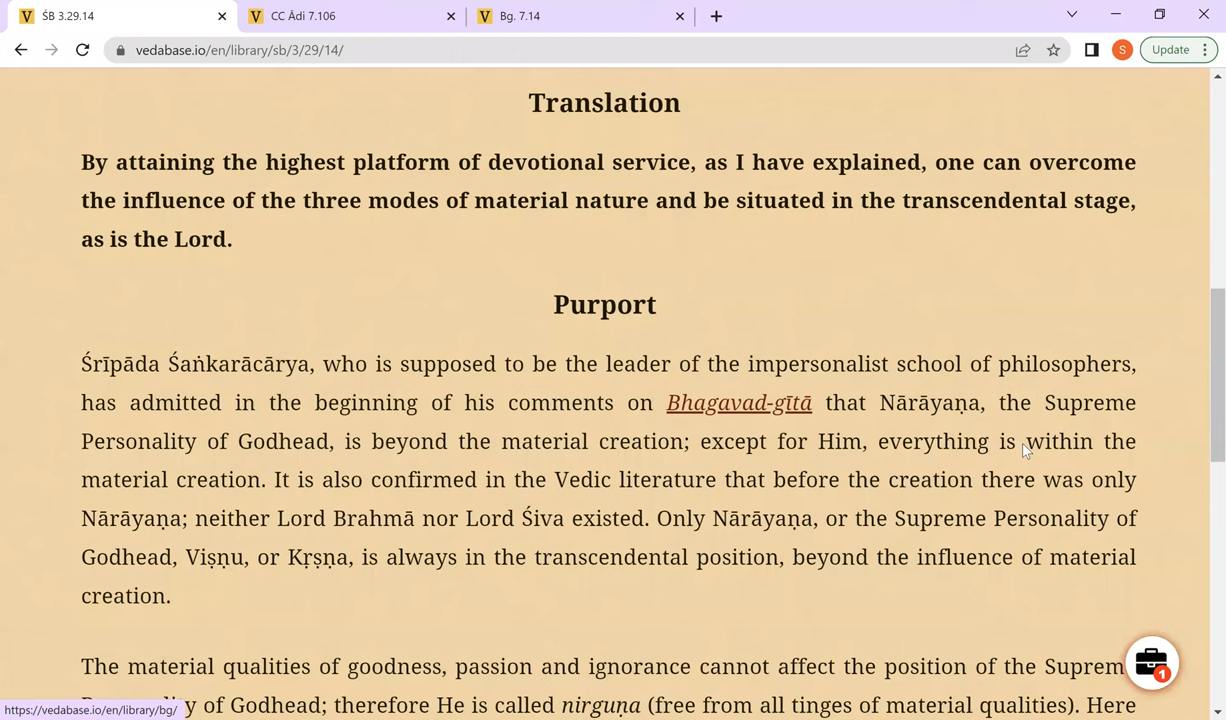 ŚB 3.29.14
CC Ādi 7.106
Bg. 7.14
vedabase.io/en/library/sb/3/29/14/
S
Update
Translation
By attaining the highest platform of devotional service, as I have explained, one can overcome
the influence of the three modes of material nature and be situated in the transcendental stage,
as is the Lord.
Purport
Śrīpāda Śaṅkarācārya, who is supposed to be the leader of the impersonalist school of philosophers,
has admitted in the beginning of his comments on Bhagavad-gītā that Nārāyaṇa, the Supreme
Personality of Godhead, is beyond the material creation; except for Him, everything is within the
material creation. It is also confirmed in the Vedic literature that before the creation there was only
Nārāyaṇa; neither Lord Brahmā nor Lord Śiva existed. Only Nārāyaṇa, or the Supreme Personality of
Godhead, Viṣṇu, or Kṛṣṇa, is always in the transcendental position, beyond the influence of material
creation.
1
The material qualities of goodness, passion and ignorance cannot affect the position of the Suprem
y of Godhead; therefore He is called nirguṇa (free from all tinges of material qualities). Here
https://vedabase.io/en/library/bg/